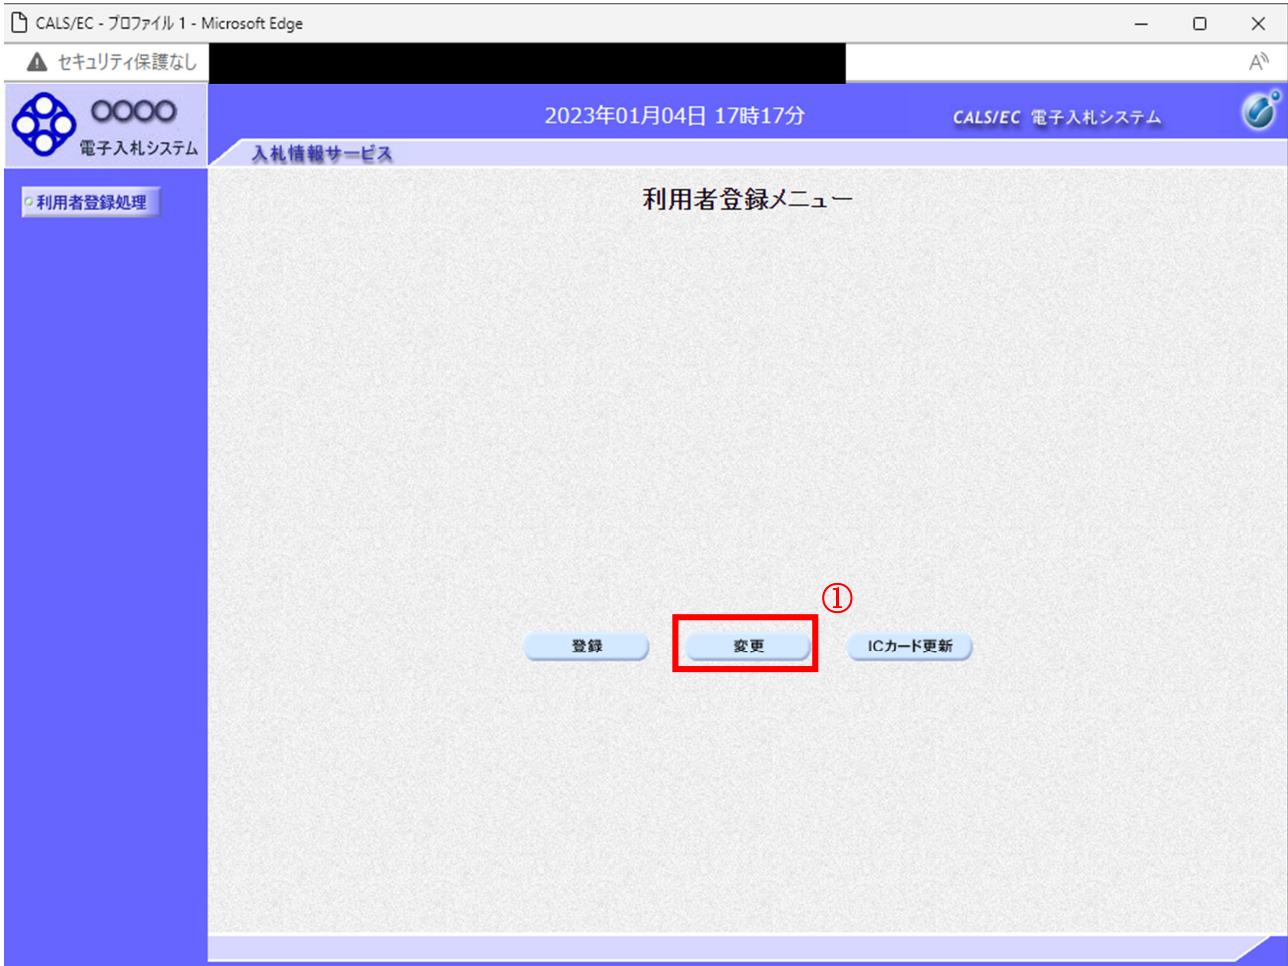 CALS/EC - プロファイル 1 - Microsoft Edge
セキュリティ保護なし
A
○○○○
電子入札システム
2023年01月04日 17時17分
CALS/EC 電子入札システム
入札情報サービス
利用者登録処理
利用者登録メニュー
①
登録
変更
ICカード更新